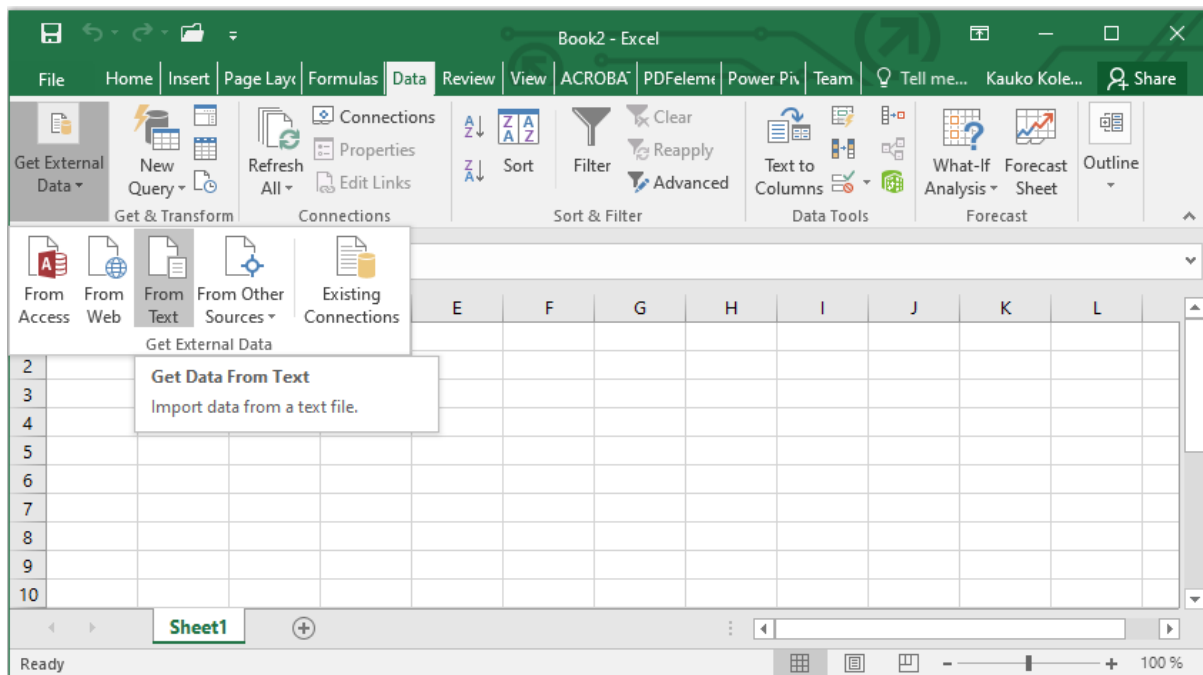 Book2 - Excel
File Home Insert Page Layo Formulas Data Review View ACROBAT PDFeleme Power Piv Team Tell me... Kauko Kole... Share
Get External
Data
New
Query
Get & Transform
Refresh
All
Connections
Properties
Edit Links
Connections
Sort
Filter
Clear
Reapply
Advanced
Sort & Filter
Text to
Columns
Data Tools
What-If
Analysis
Forecast
Sheet
Forecast
Outline
From
Access
From
Web
From
Text
From Other
Sources
Existing
Connections
Get External Data
Get Data From Text
Import data from a text file.
E F G H I J K L
2
3
4
5
6
7
8
9
10
Sheet1
Ready
100 %